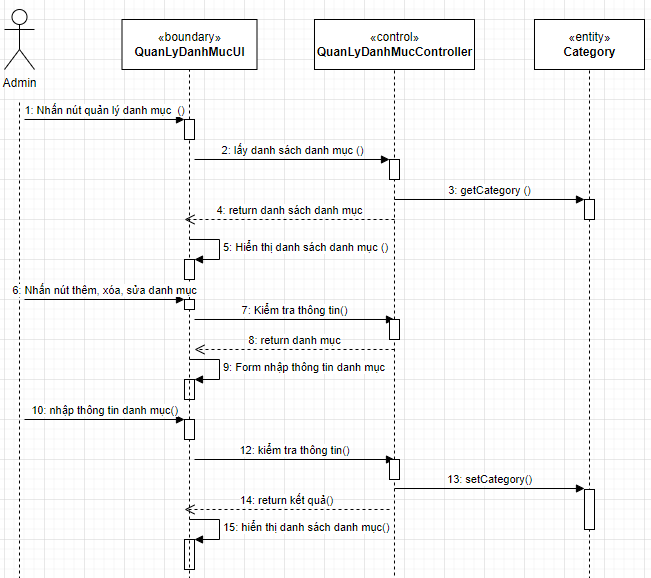 «boundary»
QuanLyDanhMucUI
«control»
QuanLyDanhMucController
«entity»
Category
Admin
1: Nhấn nút quản lý danh mục ()
2: lấy danh sách danh mục ()
3: getCategory ()
4: return danh sách danh mục
5: Hiển thị danh sách danh mục ()
6: Nhấn nút thêm, xóa, sửa danh mục
7: Kiểm tra thông tin()
8: return danh mục
9: Form nhập thông tin danh mục
10: nhập thông tin danh mục()
12: kiểm tra thông tin()
13: setCategory()
14: return kết quả()
15: hiển thị danh sách danh mục()